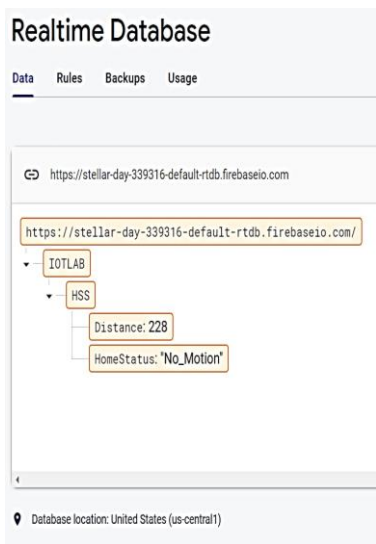 Realtime Database
Data Rules Backups Usage
https://stellar-day-339316-default-rtdb.firebaseio.com
https://stellar-day-339316-default-rtdb.firebaseio.com/
IOTLAB
HSS
Distance: 228
HomeStatus: "No_Motion"
Database location: United States (us-central1)